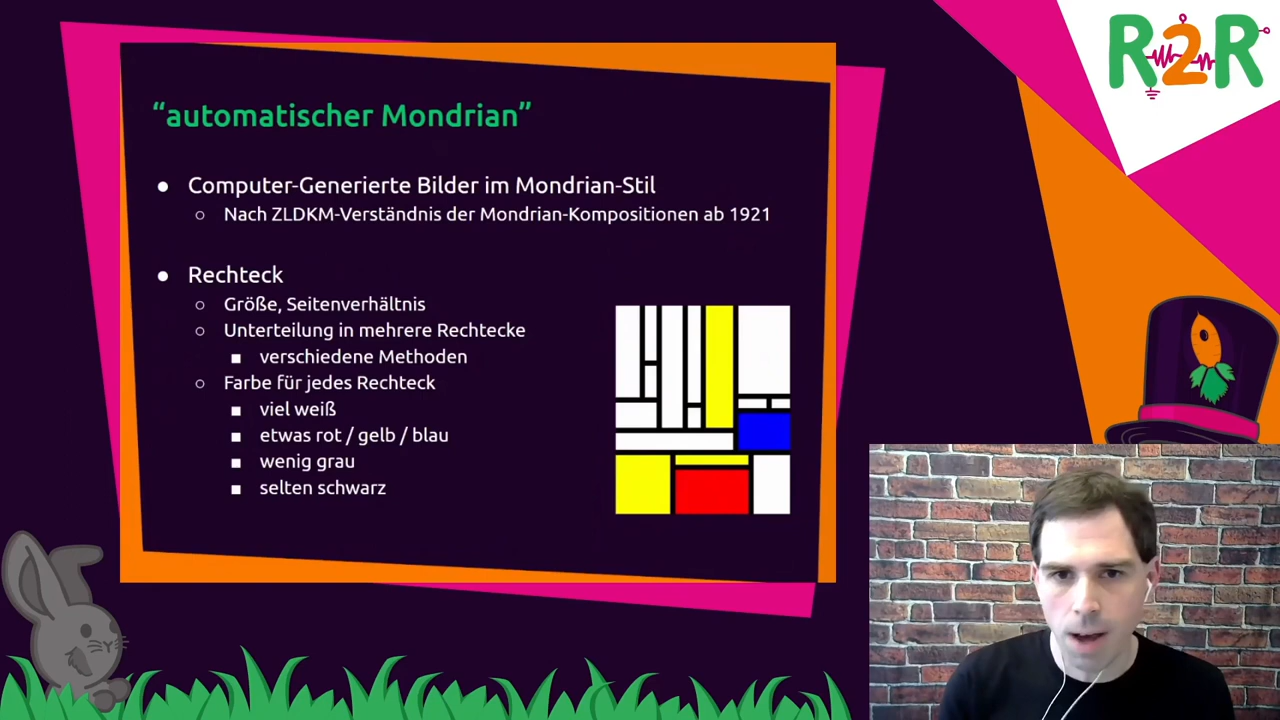 R2R
“automatischer Mondrian”
● Computer-Generierte Bilder im Mondrian-Stil
○ Nach ZLDKM-Verständnis der Mondrian-Kompositionen ab 1921
● Rechteck
○ Größe, Seitenverhältnis
○ Unterteilung in mehrere Rechtecke
■ verschiedene Methoden
○ Farbe für jedes Rechteck
■ viel weiß
■ etwas rot / gelb / blau
■ wenig grau
■ selten schwarz